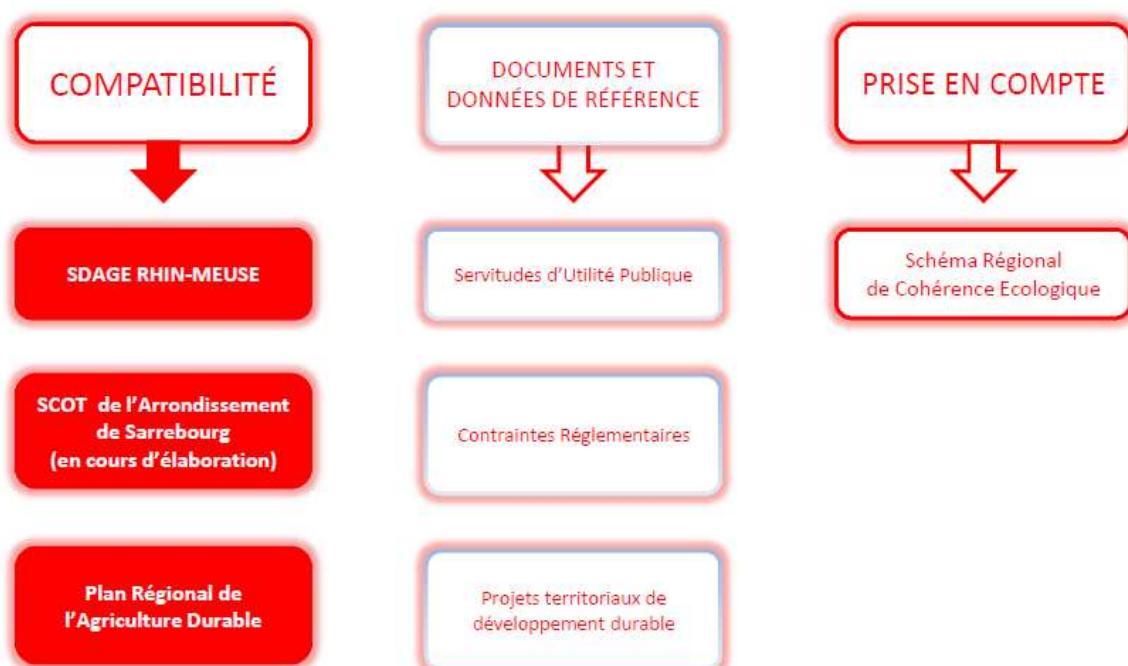 COMPATIBILITÉ
SDAGE RHIN-MEUSE
SCOT de l'Arrondissement
de Sarrebourg
(en cours d'élaboration)
Plan Régional de
l'Agriculture Durable
DOCUMENTS ET
DONNÉES DE RÉFÉRENCE
Servitudes d'Utilité Publique
Contraintes Réglementaires
Projets territoriaux de
développement durable
PRISE EN COMPTE
Schéma Régional
de Cohérence Ecologique